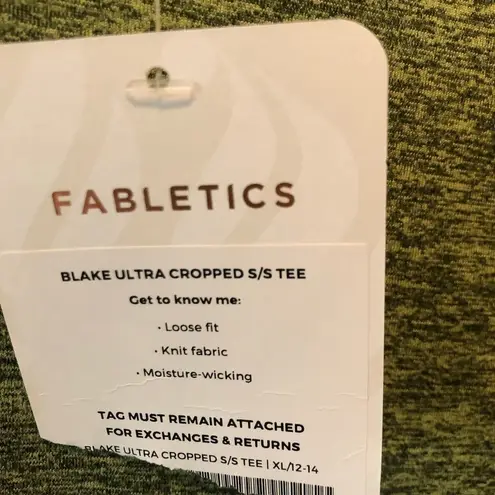 FABLETICS
BLAKE ULTRA CROPPED S/S TEE
Get to know me:
• Loose fit
• Knit fabric
• Moisture-wicking
TAG MUST REMAIN ATTACHED
FOR EXCHANGES & RETURNS
BLAKE ULTRA CROPPED S/S TEE | XL/12-14